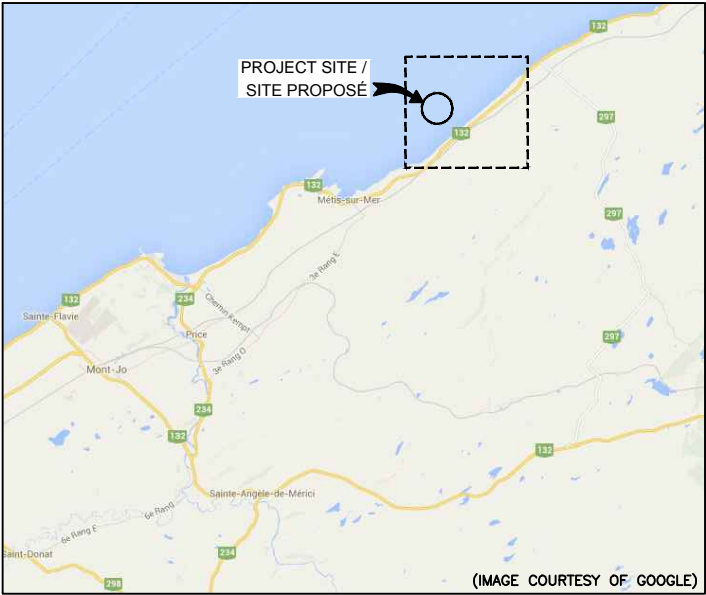 132
PROJECT SITE /
SITE PROPOSÉ
297
132
132
Métis-sur-Mer
297
3e Rang E
132
234
Chemin Kempt
Sainte-Flavie
Price
297
3e Rang O
Mont-Jo
234
132
132
Sainte-Angèle-de-Mérici
6e Rang
6e Rang E
Saint-Donat
234
298
(IMAGE COURTESY OF GOOGLE)